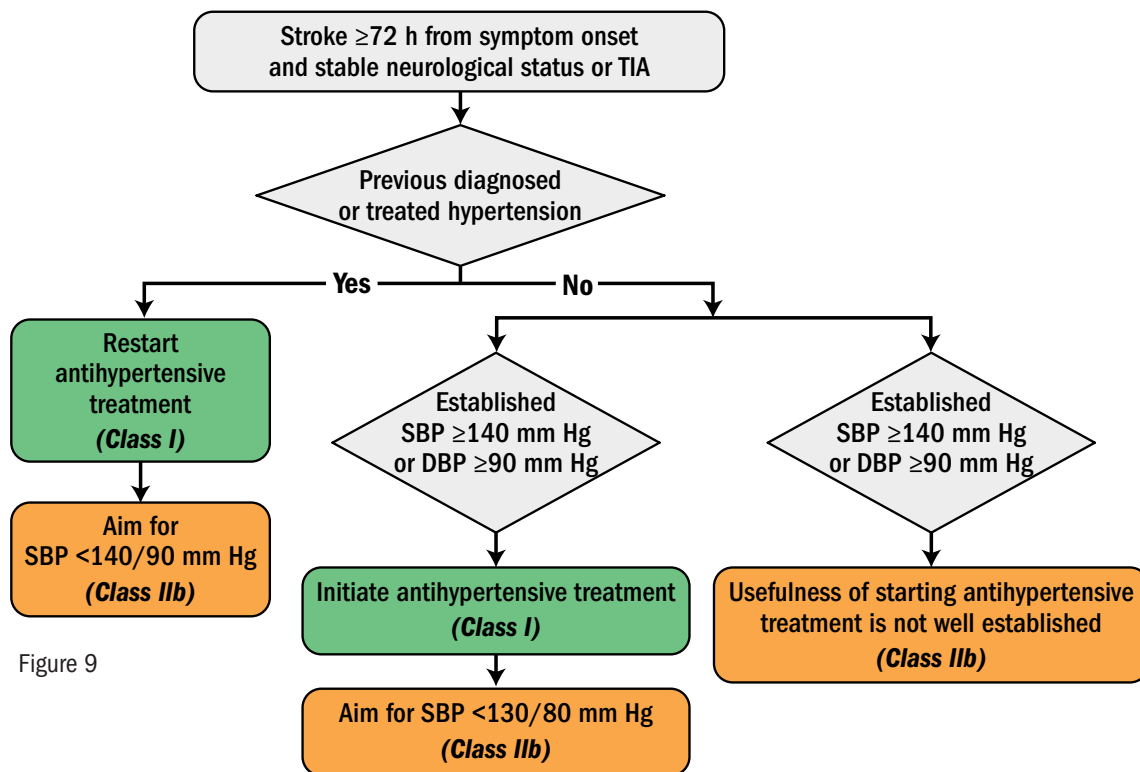 Stroke ≥72 h from symptom onset
and stable neurological status or TIA
Previous diagnosed
or treated hypertension
Yes
No
Restart
antihypertensive
treatment
(Class I)
Aim for
SBP <140/90 mm Hg
(Class IIb)
Established
SBP ≥140 mm Hg
or DBP ≥90 mm Hg
Initiate antihypertensive treatment
(Class I)
Aim for SBP <130/80 mm Hg
(Class IIb)
Established
SBP ≥140 mm Hg
or DBP ≥90 mm Hg
Usefulness of starting antihypertensive
treatment is not well established
(Class IIb)
Figure 9